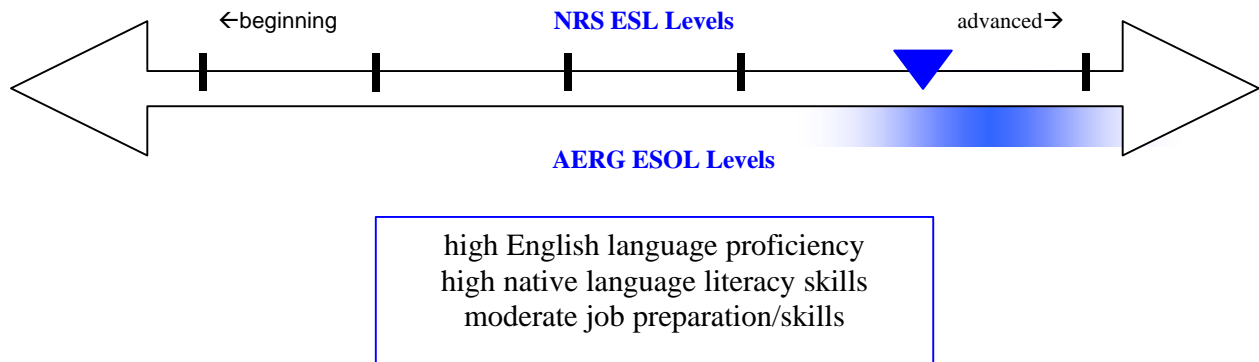 ←beginning NRS ESL Levels advanced→
AERG ESOL Levels
high English language proficiency
high native language literacy skills
moderate job preparation/skills